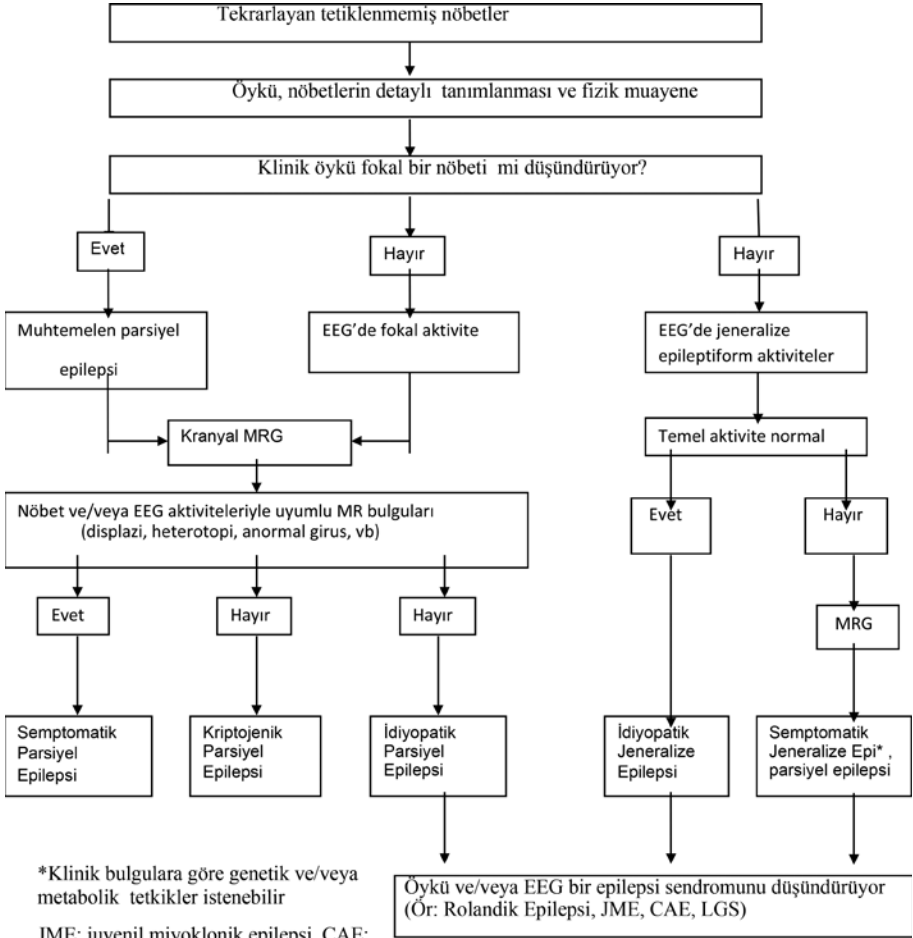 Tekrarlayan tetiklenmemiş nöbetler
Öykü, nöbetlerin detaylı tanımlanması ve fizik muayene
Klinik öykü fokal bir nöbeti mi düşündürüyor?
Evet
Hayır
Hayır
Muhtemelen parsiyel
epilepsi
EEG’de fokal aktivite
EEG’de jeneralize
epileptiform aktiviteler
Kranyal MRG
Temel aktivite normal
Nöbet ve/veya EEG aktiviteleriyle uyumlu MR bulguları
(displazi, heterotopi, anormal girus, vb)
Evet
Hayır
Evet
Hayır
Hayır
MRG
Semptomatik
Parsiyel
Epilepsi
Kriptojenik
Parsiyel
Epilepsi
İdiyopatik
Parsiyel
Epilepsi
İdiyopatik
Jeneralize
Epilepsi
Semptomatik
Jeneralize Epi* ,
parsiyel epilepsi
*Klinik bulgulara göre genetik ve/veya
metabolik tetkikler istenebilir
Öykü ve/veya EEG bir epilepsi sendromunu düşündürüyor
(Ör: Rolandik Epilepsi, JME, CAE, LGS)
JME: juvenil miyoklonik epilepsi, CAE: